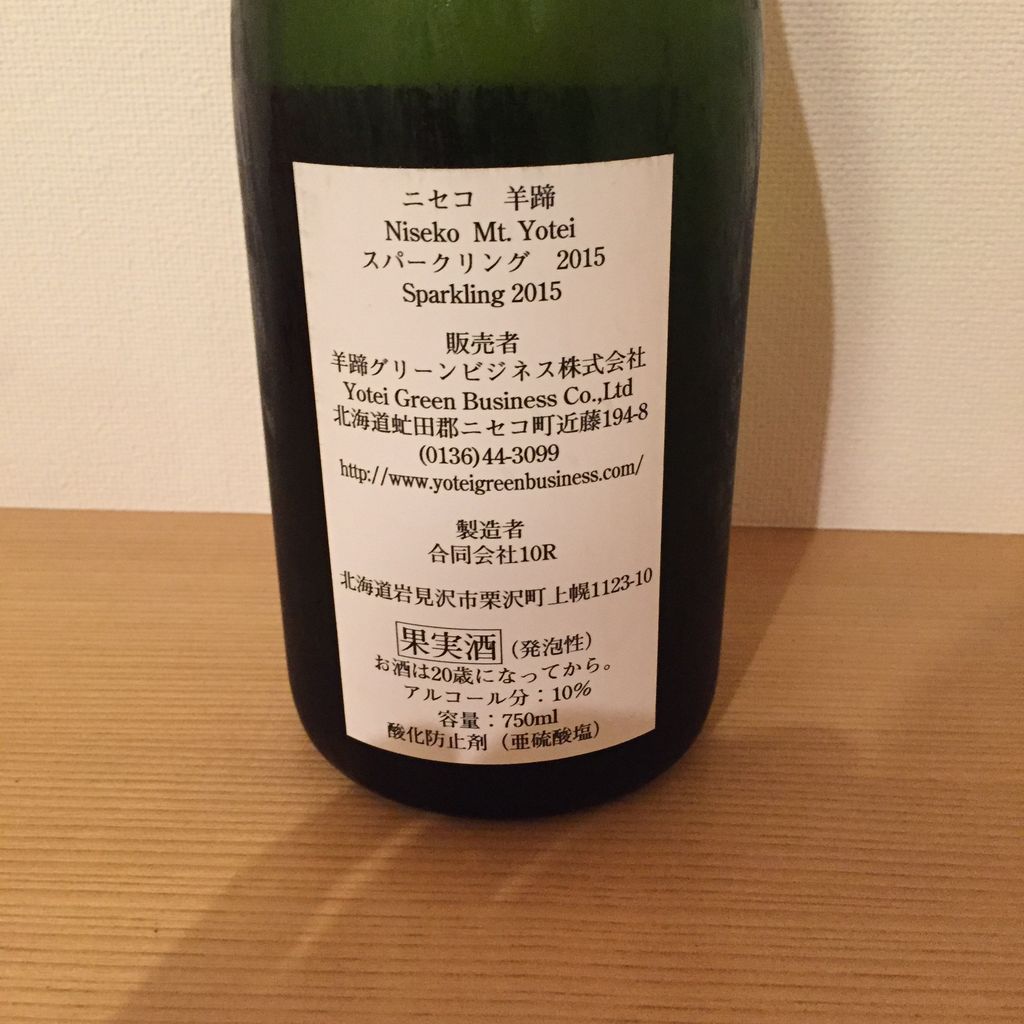 ニセコ　羊蹄
Niseko Mt. Yotei
スパークリング　2015
Sparkling 2015
販売者
羊蹄グリーンビジネス株式会社
Yotei Green Business Co.,Ltd
北海道虻田郡ニセコ町近藤194-8
(0136)44-3099
http://www.yoteigreenbusiness.com/
製造者
合同会社10R
北海道岩見沢市栗沢町上幌1123-10
果実酒（発泡性）
お酒は20歳になってから。
アルコール分：10%
容量：750ml
酸化防止剤（亜硫酸塩）